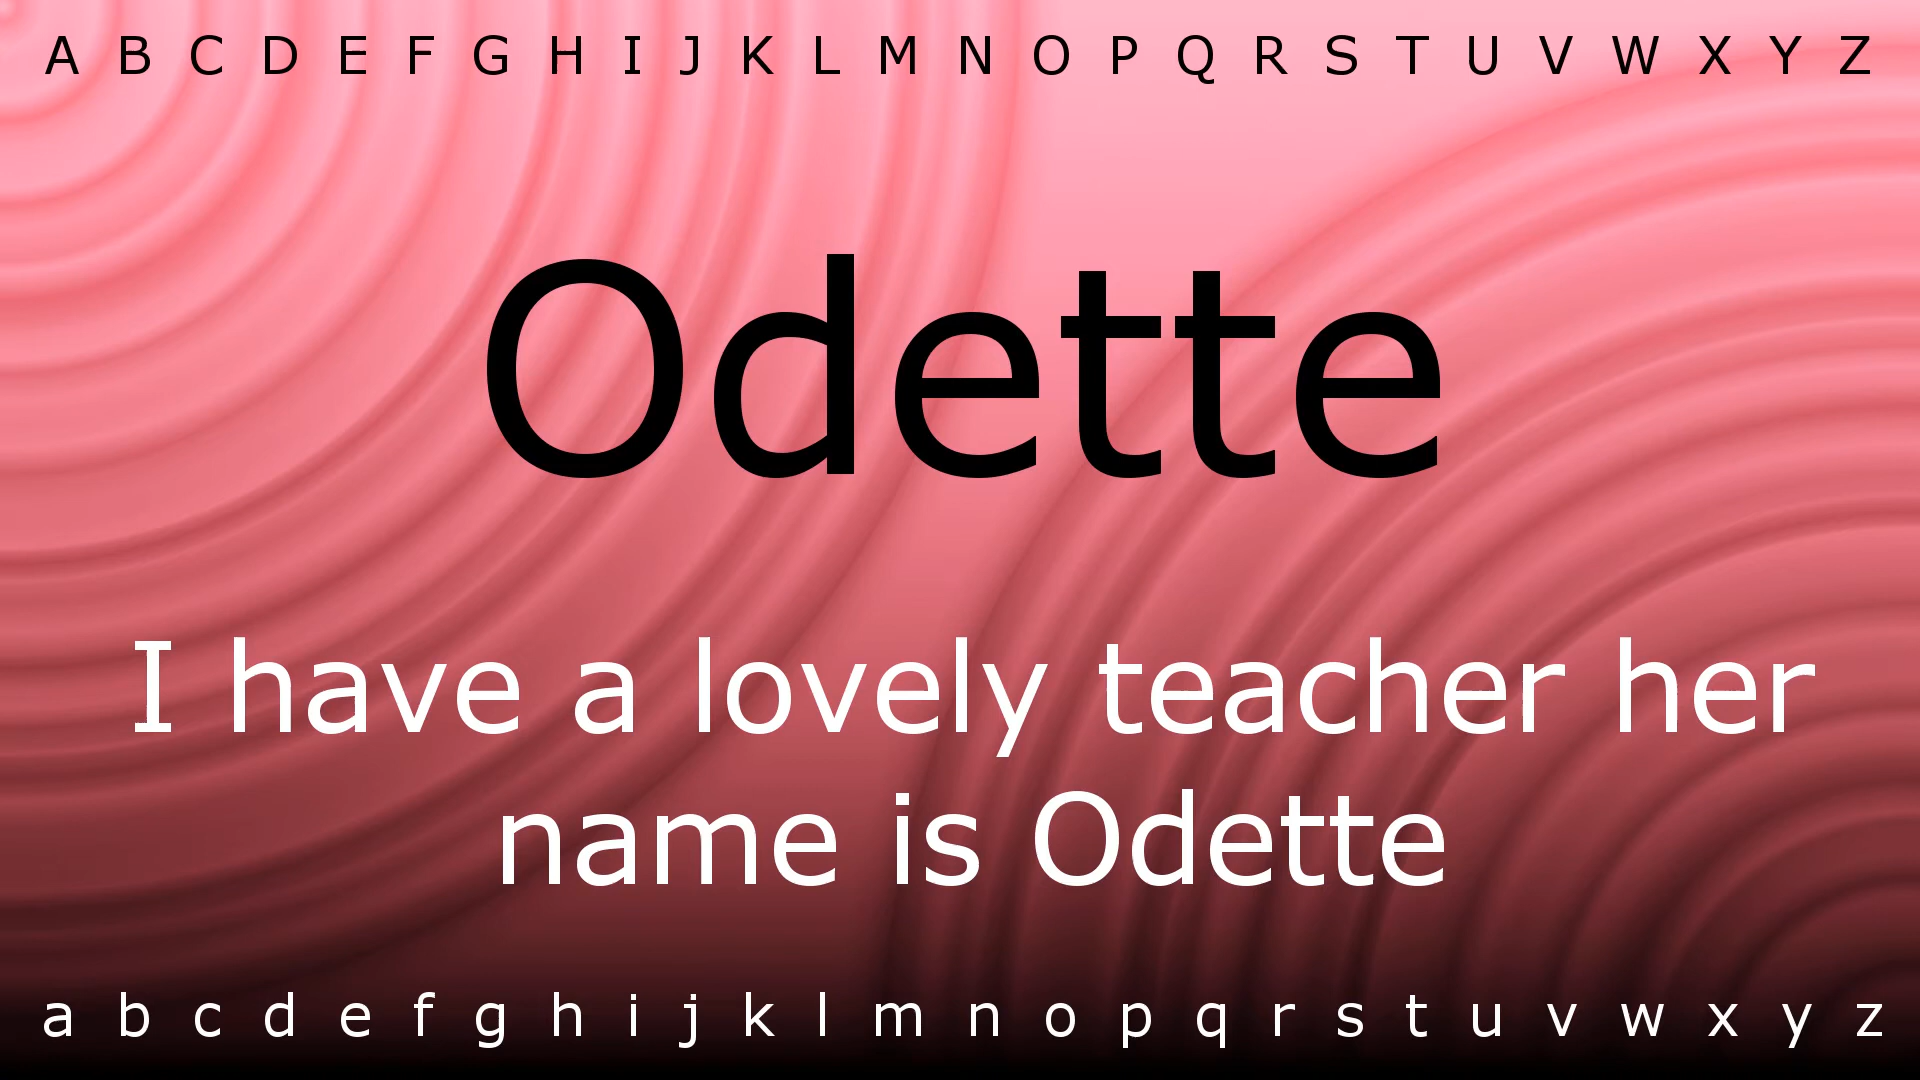 A B C D E F G H I J K L M N O P Q R S T U V W X Y Z
Odette
I have a lovely teacher her
name is Odette
a b c d e f g h i j k l m n o p q r s t u v w x y z